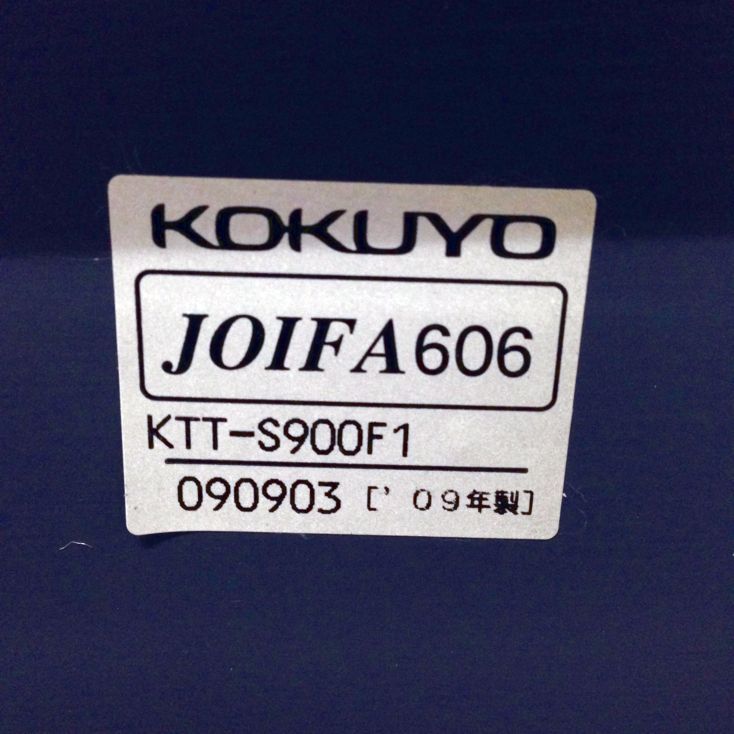 KOKUYO
JOIFA606
KTT-S900F1
090903 [' 09年製]